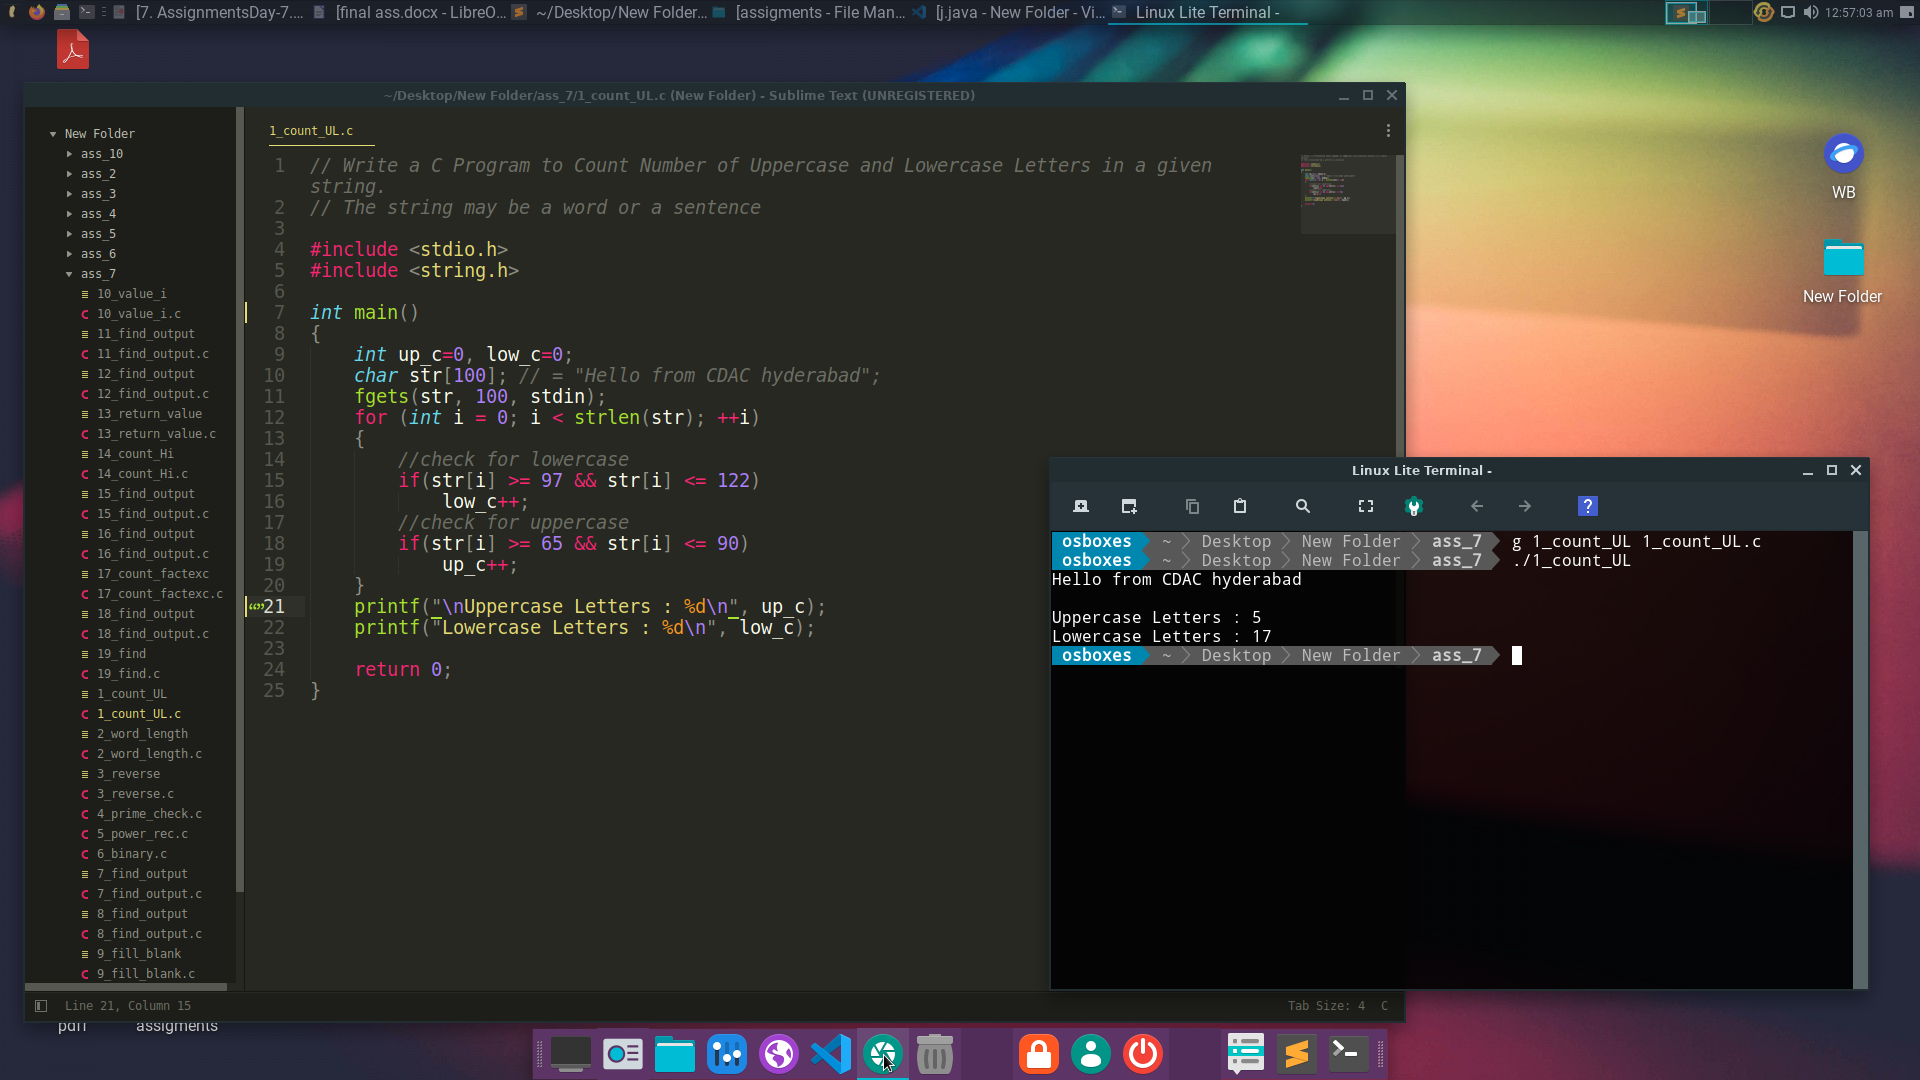 [7. AssignmentsDay-7....
[final ass.docx - LibreO...
~/Desktop/New Folder...
[assigments - File Man...
[j.java - New Folder - Vi...
Linux Lite Terminal -
12:57:03 am
~/Desktop/New Folder/ass_7/1_count_UL.c (New Folder) - Sublime Text (UNREGISTERED)
New Folder
ass_10
ass_2
ass_3
ass_4
ass_5
ass_6
ass_7
10_value_i
10_value_i.c
11_find_output
11_find_output.c
12_find_output
12_find_output.c
13_return_value
13_return_value.c
14_count_Hi
14_count_Hi.c
15_find_output
15_find_output.c
16_find_output
16_find_output.c
17_count_factexc
17_count_factexc.c
18_find_output
18_find_output.c
19_find
19_find.c
1_count_UL
1_count_UL.c
2_word_length
2_word_length.c
3_reverse
3_reverse.c
4_prime_check.c
5_power_rec.c
6_binary.c
7_find_output
7_find_output.c
8_find_output
8_find_output.c
9_fill_blank
9_fill_blank.c
1_count_UL.c
1 // Write a C Program to Count Number of Uppercase and Lowercase Letters in a given
string.
2 // The string may be a word or a sentence
3
4 #include <stdio.h>
5 #include <string.h>
6
7 int main()
8 {
9 int up_c=0, low_c=0;
10 char str[100]; // = "Hello from CDAC hyderabad";
11 fgets(str, 100, stdin);
12 for (int i = 0; i < strlen(str); ++i)
13 {
14 //check for lowercase
15 if(str[i] >= 97 && str[i] <= 122)
16 low_c++;
17 //check for uppercase
18 if(str[i] >= 65 && str[i] <= 90)
19 up_c++;
20 }
21 printf("\nUppercase Letters : %d\n", up_c);
22 printf("Lowercase Letters : %d\n", low_c);
23
24 return 0;
25 }
Line 21, Column 15
Tab Size: 4
C
Linux Lite Terminal -
osboxes ~ Desktop New Folder ass_7 g 1_count_UL 1_count_UL.c
osboxes ~ Desktop New Folder ass_7 ./1_count_UL
Hello from CDAC hyderabad
Uppercase Letters : 5
Lowercase Letters : 17
osboxes ~ Desktop New Folder ass_7
WB
New Folder
assigments